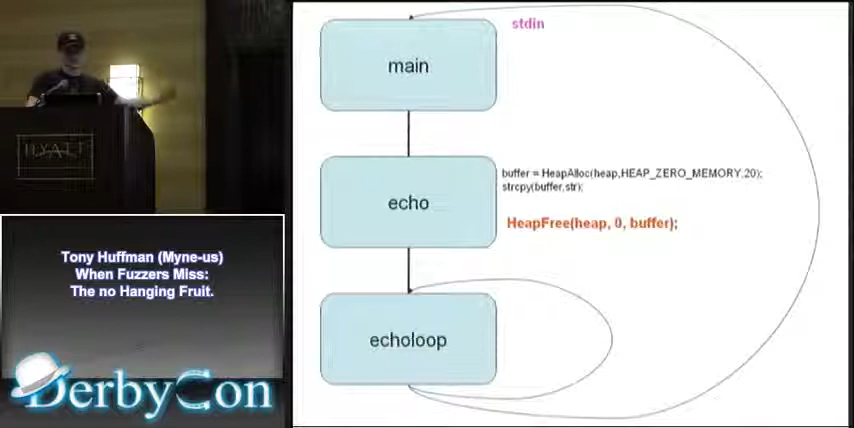 HYATT
Tony Huffman (Myne-us)
When Fuzzers Miss:
The no Hanging Fruit.
DerbyCon
stdin
main
echo
buffer = HeapAlloc(heap,HEAP_ZERO_MEMORY,20);
strcpy(buffer,str);
HeapFree(heap, 0, buffer);
echoloop